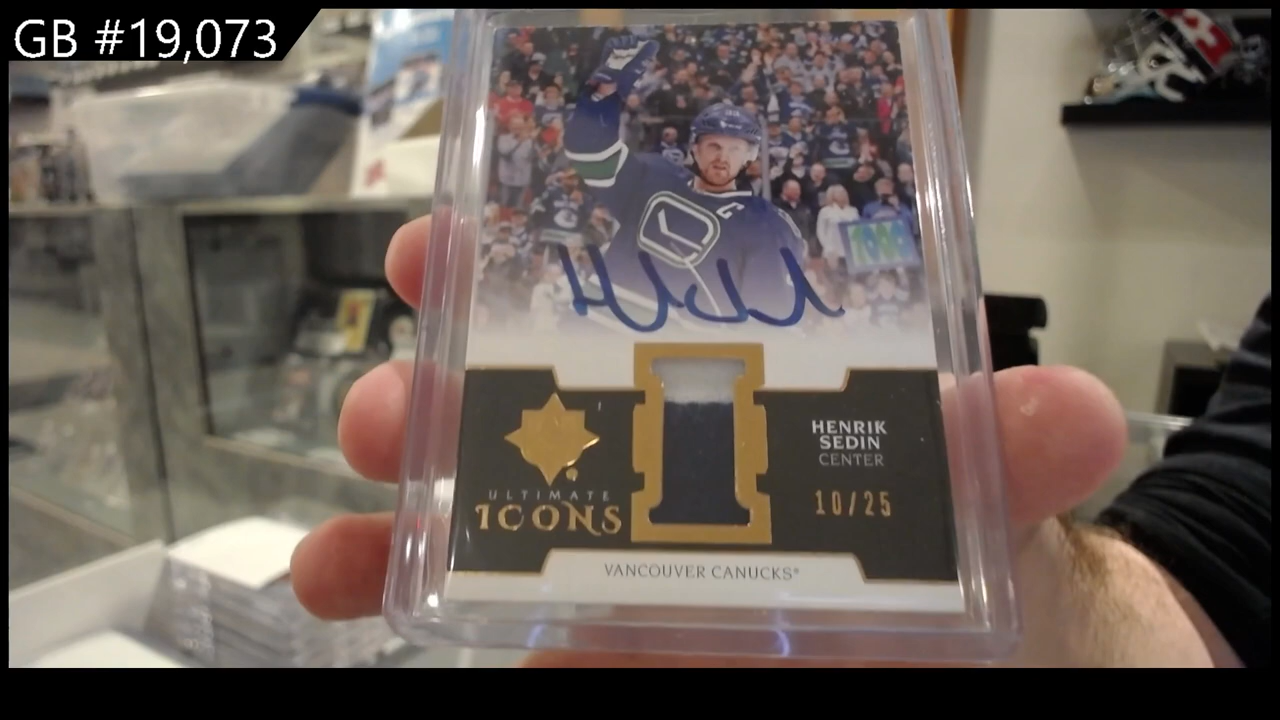 GB #19,073
HENRIK
SEDIN
CENTER
10/25
ULTIMATE
ICONS
VANCOUVER CANUCKS